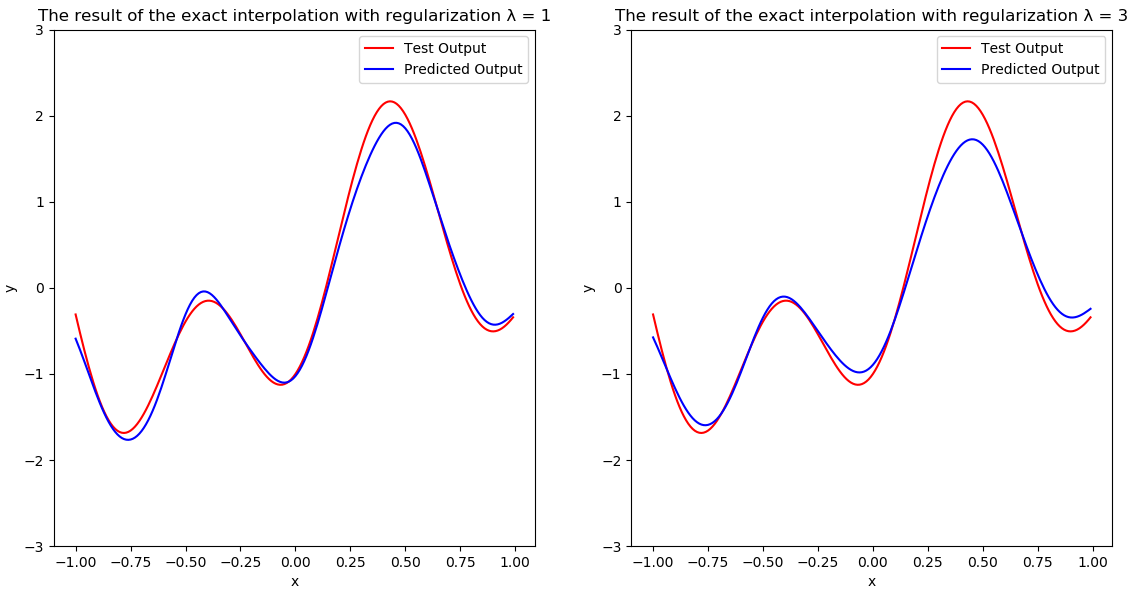 The result of the exact interpolation with regularization λ = 1
Test Output
Predicted Output
3
2
1
0
−1
−2
−3
y
−1.00 −0.75 −0.50 −0.25 0.00 0.25 0.50 0.75 1.00
x
The result of the exact interpolation with regularization λ = 3
Test Output
Predicted Output
3
2
1
0
−1
−2
−3
y
−1.00 −0.75 −0.50 −0.25 0.00 0.25 0.50 0.75 1.00
x